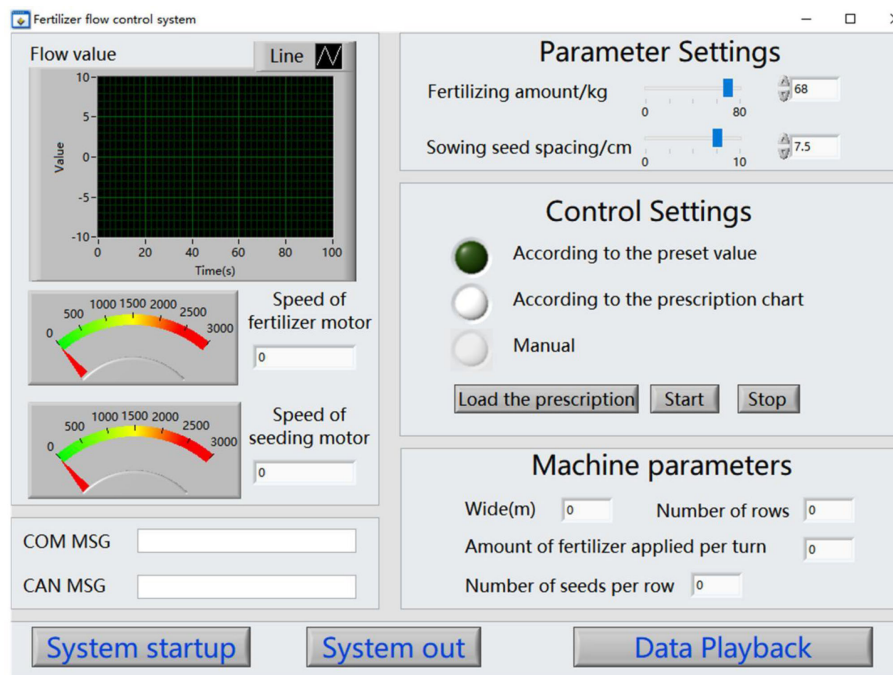 Fertilizer flow control system
Flow value
Line
10
5
0
-5
-10
Value
0 20 40 60 80 100
Time(s)
0 500 1000 1500 2000 2500 3000
Speed of
fertilizer motor
0
0 500 1000 1500 2000 2500 3000
Speed of
seeding motor
0
COM MSG
CAN MSG
Parameter Settings
Fertilizing amount/kg
0 80
68
Sowing seed spacing/cm
0 10
7.5
Control Settings
According to the preset value
According to the prescription chart
Manual
Load the prescription Start Stop
Machine parameters
Wide(m) 0 Number of rows 0
Amount of fertilizer applied per turn 0
Number of seeds per row 0
System startup System out Data Playback